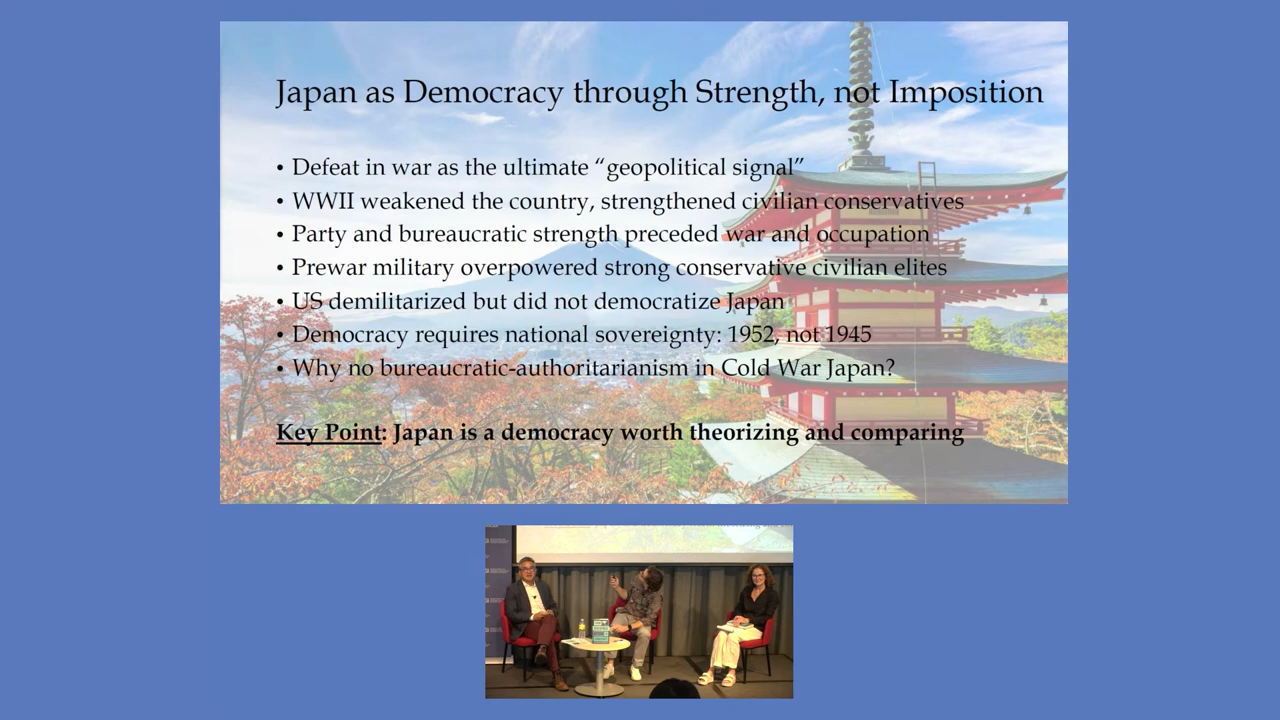 Japan as Democracy through Strength, not Imposition
• Defeat in war as the ultimate “geopolitical signal”
• WWII weakened the country, strengthened civilian conservatives
• Party and bureaucratic strength preceded war and occupation
• Prewar military overpowered strong conservative civilian elites
• US demilitarized but did not democratize Japan
• Democracy requires national sovereignty: 1952, not 1945
• Why no bureaucratic-authoritarianism in Cold War Japan?
Key Point: Japan is a democracy worth theorizing and comparing